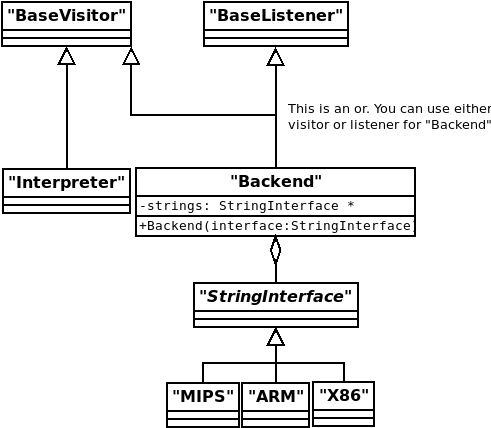 "BaseVisitor"
"BaseListener"
This is an or. You can use either
visitor or listener for "Backend"
"Interpreter"
"Backend"
-strings: StringInterface *
+Backend(interface:StringInterface)
"StringInterface"
"MIPS"
"ARM"
"X86"